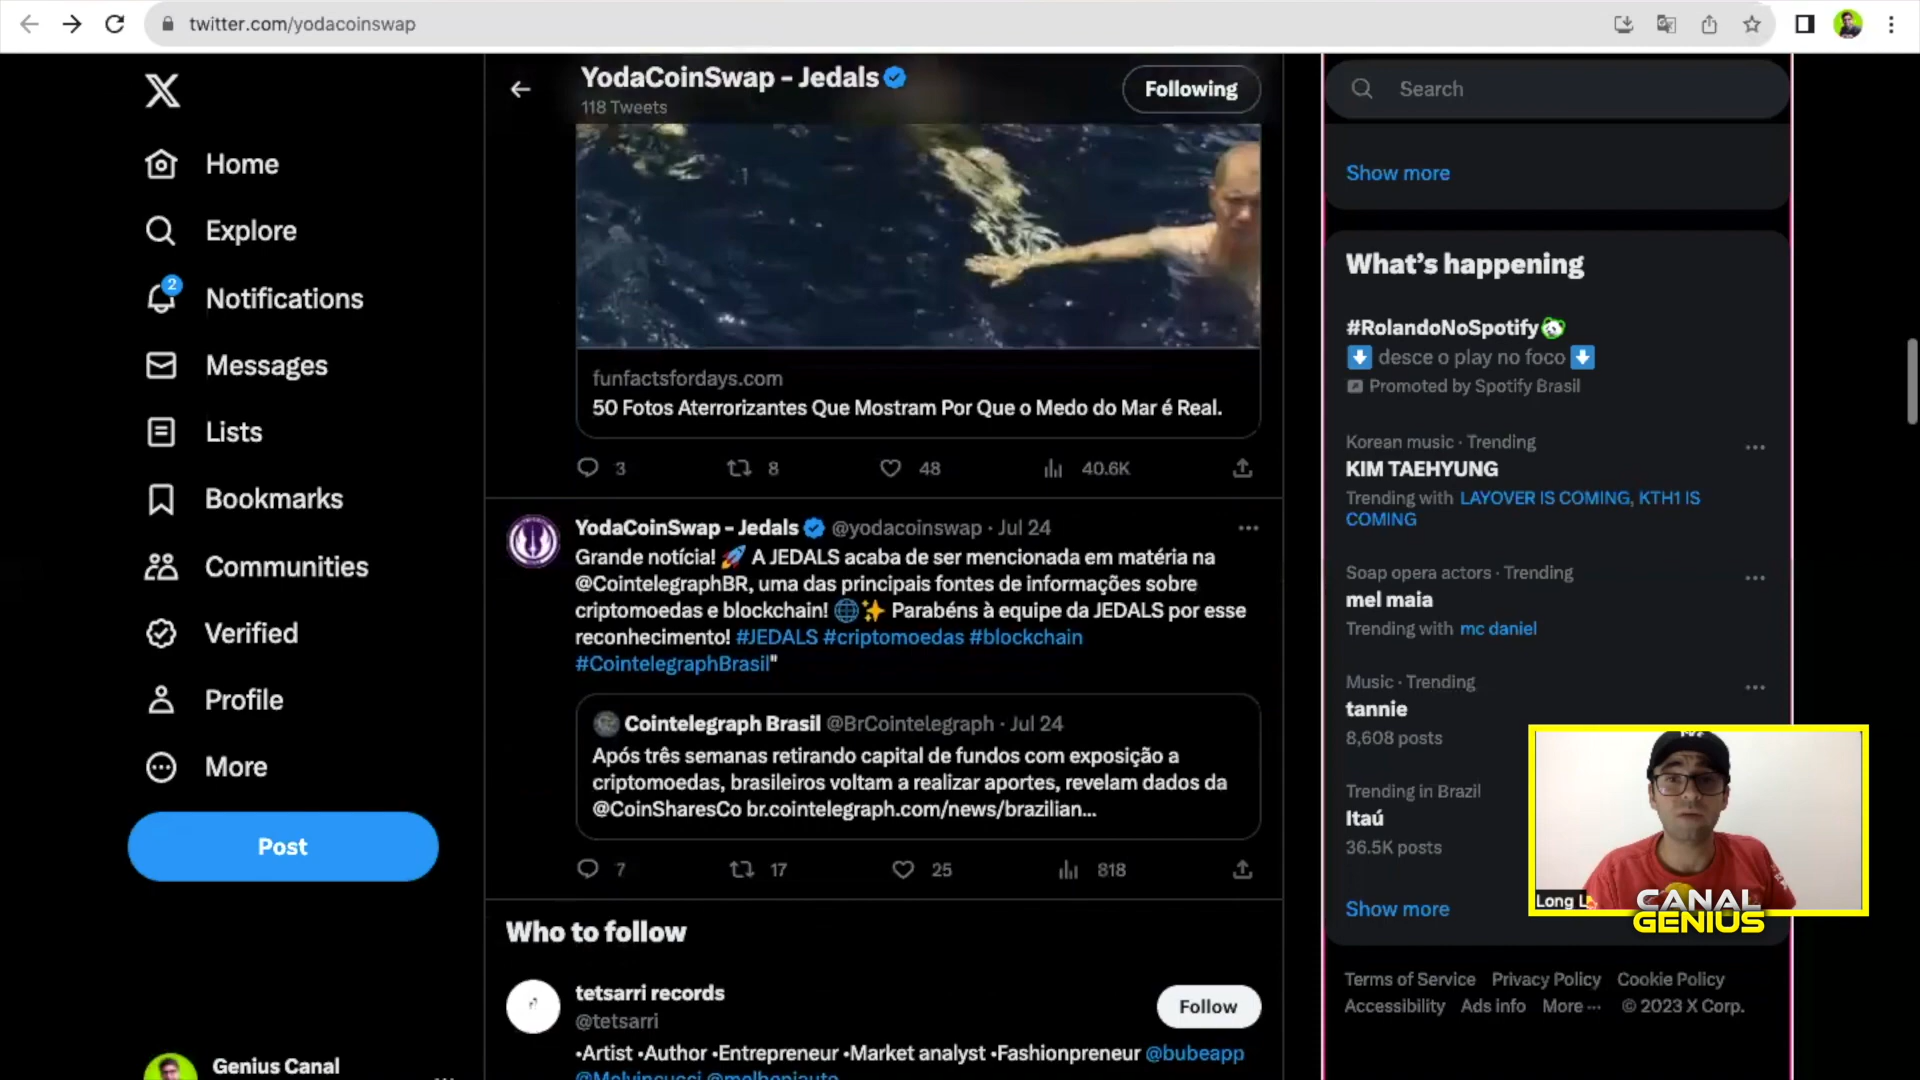 twitter.com/yodacoinswap
YodaCoinSwap - Jedals
118 Tweets
Following
Search
Home
Explore
2
Notifications
Messages
Lists
Bookmarks
Communities
Verified
Profile
More
Post
Genius Canal
funfactsfordays.com
50 Fotos Aterrorizantes Que Mostram Por Que o Medo do Mar é Real.
3 8 48 40.6K
YodaCoinSwap - Jedals @yodacoinswap · Jul 24
Grande notícia! 🚀 A JEDALS acaba de ser mencionada em matéria na
@CointelegraphBR, uma das principais fontes de informações sobre
criptomoedas e blockchain! 🌐✨ Parabéns à equipe da JEDALS por esse
reconhecimento! #JEDALS #criptomoedas #blockchain
#CointelegraphBrasil"
Cointelegraph Brasil @BrCointelegraph · Jul 24
Após três semanas retirando capital de fundos com exposição a
criptomoedas, brasileiros voltam a realizar aportes, revelam dados da
@CoinSharesCo br.cointelegraph.com/news/brazilian...
7 17 25 818
Who to follow
tetsarri records
@tetsarri
Follow
•Artist •Author •Entrepreneur •Market analyst •Fashionpreneur @bubeapp
Show more
What's happening
#RolandoNoSpotify
⬇️ desce o play no foco ⬇️
Promoted by Spotify Brasil
Korean music · Trending
KIM TAEHYUNG
Trending with LAYOVER IS COMING, KTH1 IS
COMING
Soap opera actors · Trending
mel maia
Trending with mc daniel
Music · Trending
tannie
8,608 posts
Trending in Brazil
Itaú
36.5K posts
Show more
Long
CANAL
GENIUS
Terms of Service Privacy Policy Cookie Policy
Accessibility Ads info More ··· © 2023 X Corp.